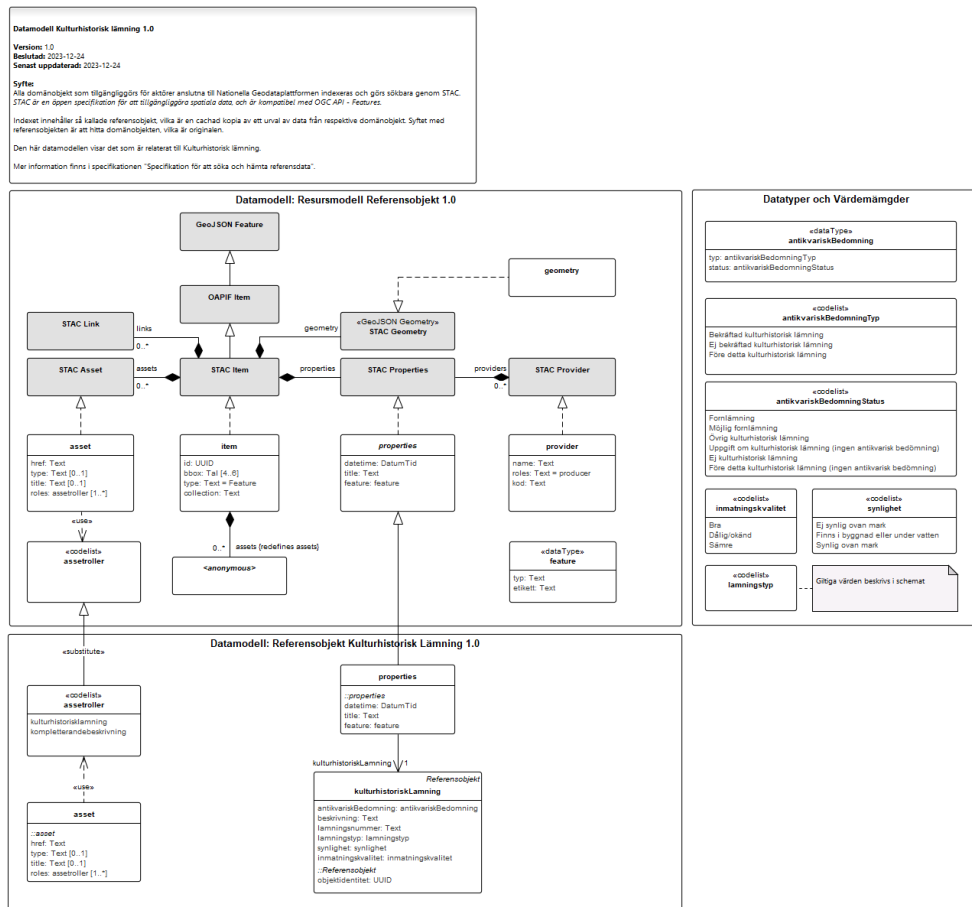 Datamodell Kulturhistorisk lämning 1.0
Version: 1.0
Beslutad: 2023-12-24
Senast uppdaterad: 2023-12-24
Syfte:
Alla domänobjekt som tillgängliggörs för aktörer anslutna till Nationella Geodataplattformen indexeras och görs sökbara genom STAC.
STAC är en öppen specifikation för att tillgängliggöra spatiala data, och är kompatibel med OGC API - Features.
Indexet innehåller så kallade referensobjekt, vilka är en cachad kopia av ett urval av data från respektive domänobjekt. Syftet med
referensobjekten är att hitta domänobjekten, vilka är originalen.
Den här datamodellen visar det som är relaterat till Kulturhistorisk lämning.
Mer information finns i specifikationen "Specifikation för att söka och hämta referensdata".
Datamodell: Resursmodell Referensobjekt 1.0
GeoJSON Feature
OAPIF Item
geometry
STAC Link
links
0..*
geometry
«GeoJSON Geometry»
STAC Geometry
STAC Asset
assets
0..*
STAC Item
properties
STAC Properties
providers
0..*
STAC Provider
asset
href: Text
type: Text [0..1]
title: Text [0..1]
roles: assetroller [1..*]
item
id: UUID
bbox: Tal [4..6]
type: Text = Feature
collection: Text
properties
datetime: DatumTid
title: Text
feature: feature
provider
name: Text
roles: Text = producer
kod: Text
«use»
«codelist»
assetroller
0..*
assets {redefines assets}
<anonymous>
«dataType»
feature
typ: Text
etikett: Text
Datatyper och Värdemämgder
«dataType»
antikvariskBedomning
typ: antikvariskBedomningTyp
status: antikvariskBedomningStatus
«codelist»
antikvariskBedomningTyp
Bekräftad kulturhistorisk lämning
Ej bekräftad kulturhistorisk lämning
Före detta kulturhistorisk lämning
«codelist»
antikvariskBedomningStatus
Fornlämning
Möjlig fornlämning
Övrig kulturhistorisk lämning
Uppgift om kulturhistorisk lämning (ingen antikvarisk bedömning)
Ej kulturhistorisk lämning
Före detta kulturhistorisk lämning (ingen antikvarisk bedömning)
«codelist»
inmatningskvalitet
Bra
Dålig/okänd
Sämre
«codelist»
synlighet
Ej synlig ovan mark
Finns i byggnad eller under vatten
Synlig ovan mark
«codelist»
lamningstyp
Giltiga värden beskrivs i schemat
Datamodell: Referensobjekt Kulturhistorisk Lämning 1.0
«substitute»
«codelist»
assetroller
kulturhistorisklamning
kompletterandebeskrivning
«use»
asset
::asset
href: Text
type: Text [0..1]
title: Text [0..1]
roles: assetroller [1..*]
properties
::properties
datetime: DatumTid
title: Text
feature: feature
kulturhistoriskLamning
1
Referensobjekt
kulturhistoriskLamning
antikvariskBedomning: antikvariskBedomning
beskrivning: Text
lamningsnummer: Text
lamningstyp: lamningstyp
synlighet: synlighet
inmatningskvalitet: inmatningskvalitet
::Referensobjekt
objektidentitet: UUID